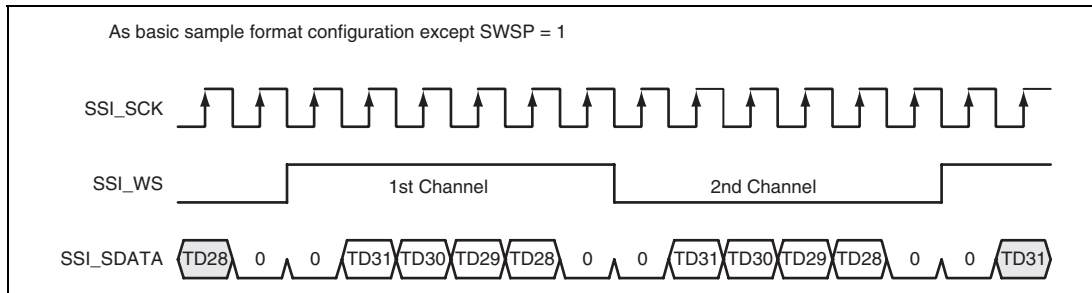 As basic sample format configuration except SWSP = 1
SSI_SCK
SSI_WS 1st Channel 2nd Channel
SSI_SDATA TD28 0 0 TD31 TD30 TD29 TD28 0 0 TD31 TD30 TD29 TD28 0 0 TD31